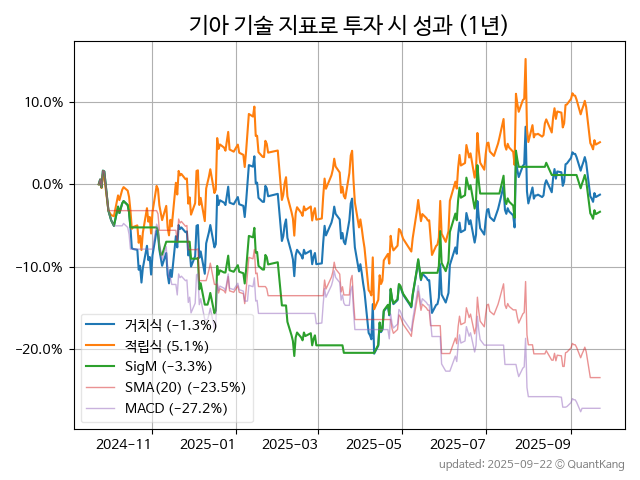 기아 기술 지표로 투자 시 성과 (1년)
10.0%
0.0%
−10.0%
−20.0%
거치식 (−1.3%)
적립식 (5.1%)
SigM (−3.3%)
SMA(20) (−23.5%)
MACD (−27.2%)
2024-11
2025-01
2025-03
2025-05
2025-07
2025-09
updated: 2025-09-22 © QuantKang